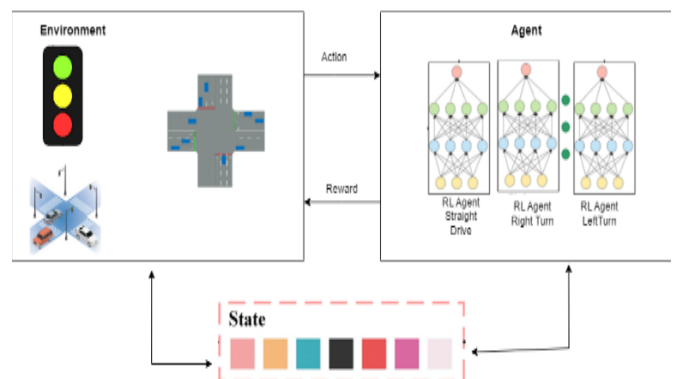 Environment
Agent
Action
Reward
RL Agent
Straight
Drive
RL Agent
Right Turn
RL Agent
LeftTurn
State